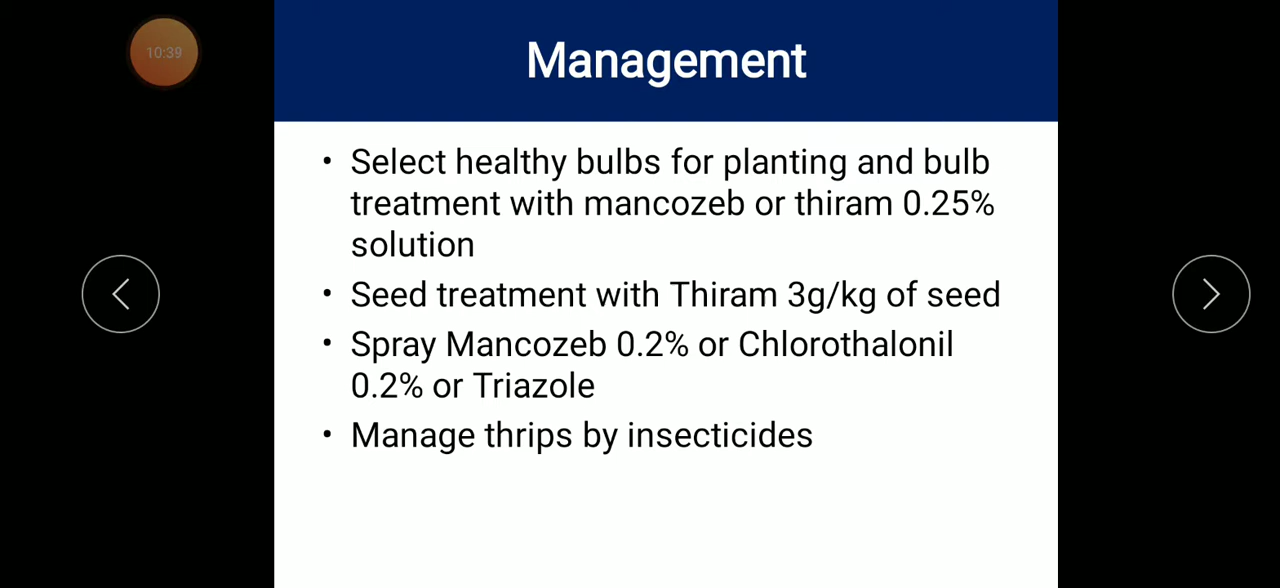 10:39
Management
• Select healthy bulbs for planting and bulb
treatment with mancozeb or thiram 0.25%
solution
• Seed treatment with Thiram 3g/kg of seed
• Spray Mancozeb 0.2% or Chlorothalonil
0.2% or Triazole
• Manage thrips by insecticides